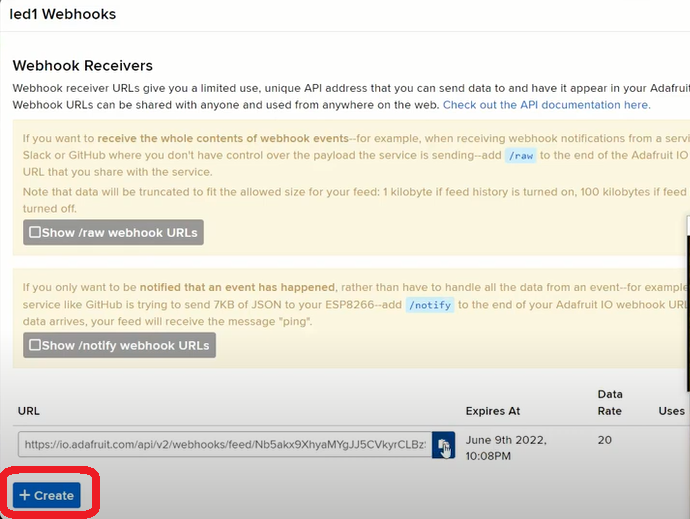 led1 Webhooks
Webhook Receivers
Webhook receiver URLs give you a limited use, unique API address that you can send data to and have it appear in your Adafruit
Webhook URLs can be shared with anyone and used from anywhere on the web. Check out the API documentation here.
If you want to receive the whole contents of webhook events--for example, when receiving webhook notifications from a servi
Slack or GitHub where you don't have control over the payload the service is sending--add /raw to the end of the Adafruit IO
URL that you share with the service.
Note that data will be truncated to fit the allowed size for your feed: 1 kilobyte if feed history is turned on, 100 kilobytes if feed
turned off.
Show /raw webhook URLs
If you only want to be notified that an event has happened, rather than have to handle all the data from an event--for example
service like GitHub is trying to send 7KB of JSON to your ESP8266--add /notify to the end of your Adafruit IO webhook URL
data arrives, your feed will receive the message "ping".
Show /notify webhook URLs
URL Expires At Data Rate Uses
https://io.adafruit.com/api/v2/webhooks/feed/Nb5akx9XhyaMYgJJ5CVkyrCLBz June 9th 2022, 20
10:08PM
+ Create